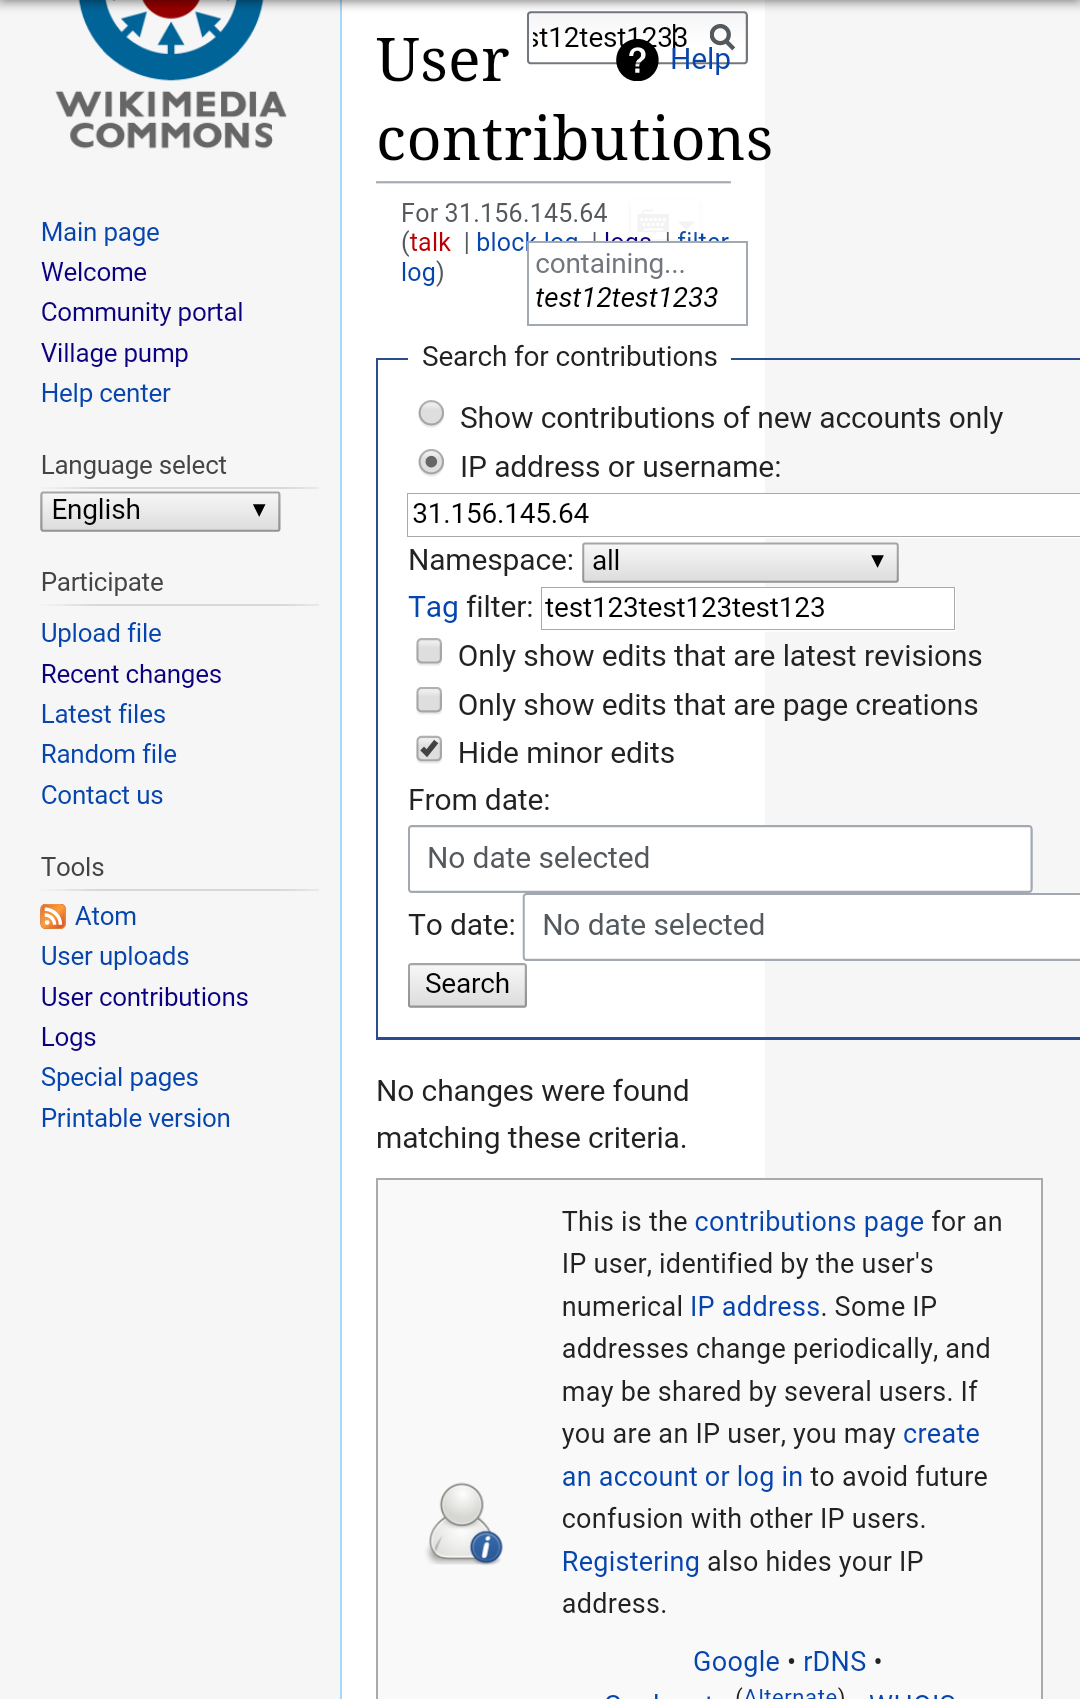 WIKIMEDIA
COMMONS
Main page
Welcome
Community portal
Village pump
Help center
Language select
English
Participate
Upload file
Recent changes
Latest files
Random file
Contact us
Tools
Atom
User uploads
User contributions
Logs
Special pages
Printable version
st12test1233
Help
User
contributions
For 31.156.145.64
(talk | block log | logs | filter
log)
containing...
test12test1233
Search for contributions
Show contributions of new accounts only
IP address or username:
31.156.145.64
Namespace: all
Tag filter: test123test123test123
Only show edits that are latest revisions
Only show edits that are page creations
Hide minor edits
From date:
No date selected
To date: No date selected
Search
No changes were found
matching these criteria.
This is the contributions page for an
IP user, identified by the user's
numerical IP address. Some IP
addresses change periodically, and
may be shared by several users. If
you are an IP user, you may create
an account or log in to avoid future
confusion with other IP users.
Registering also hides your IP
address.
Google • rDNS •
(Alternate) WHOIS